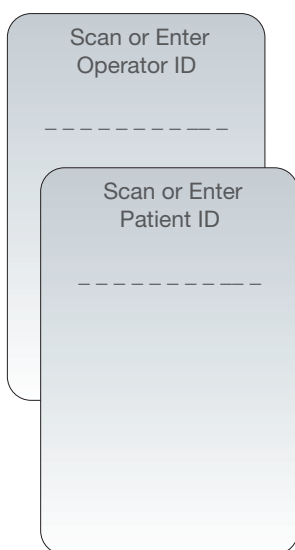 Scan or Enter
Operator ID
_ _ _ _ _ _ _ _ _ _ _
Scan or Enter
Patient ID
_ _ _ _ _ _ _ _ _ _ _